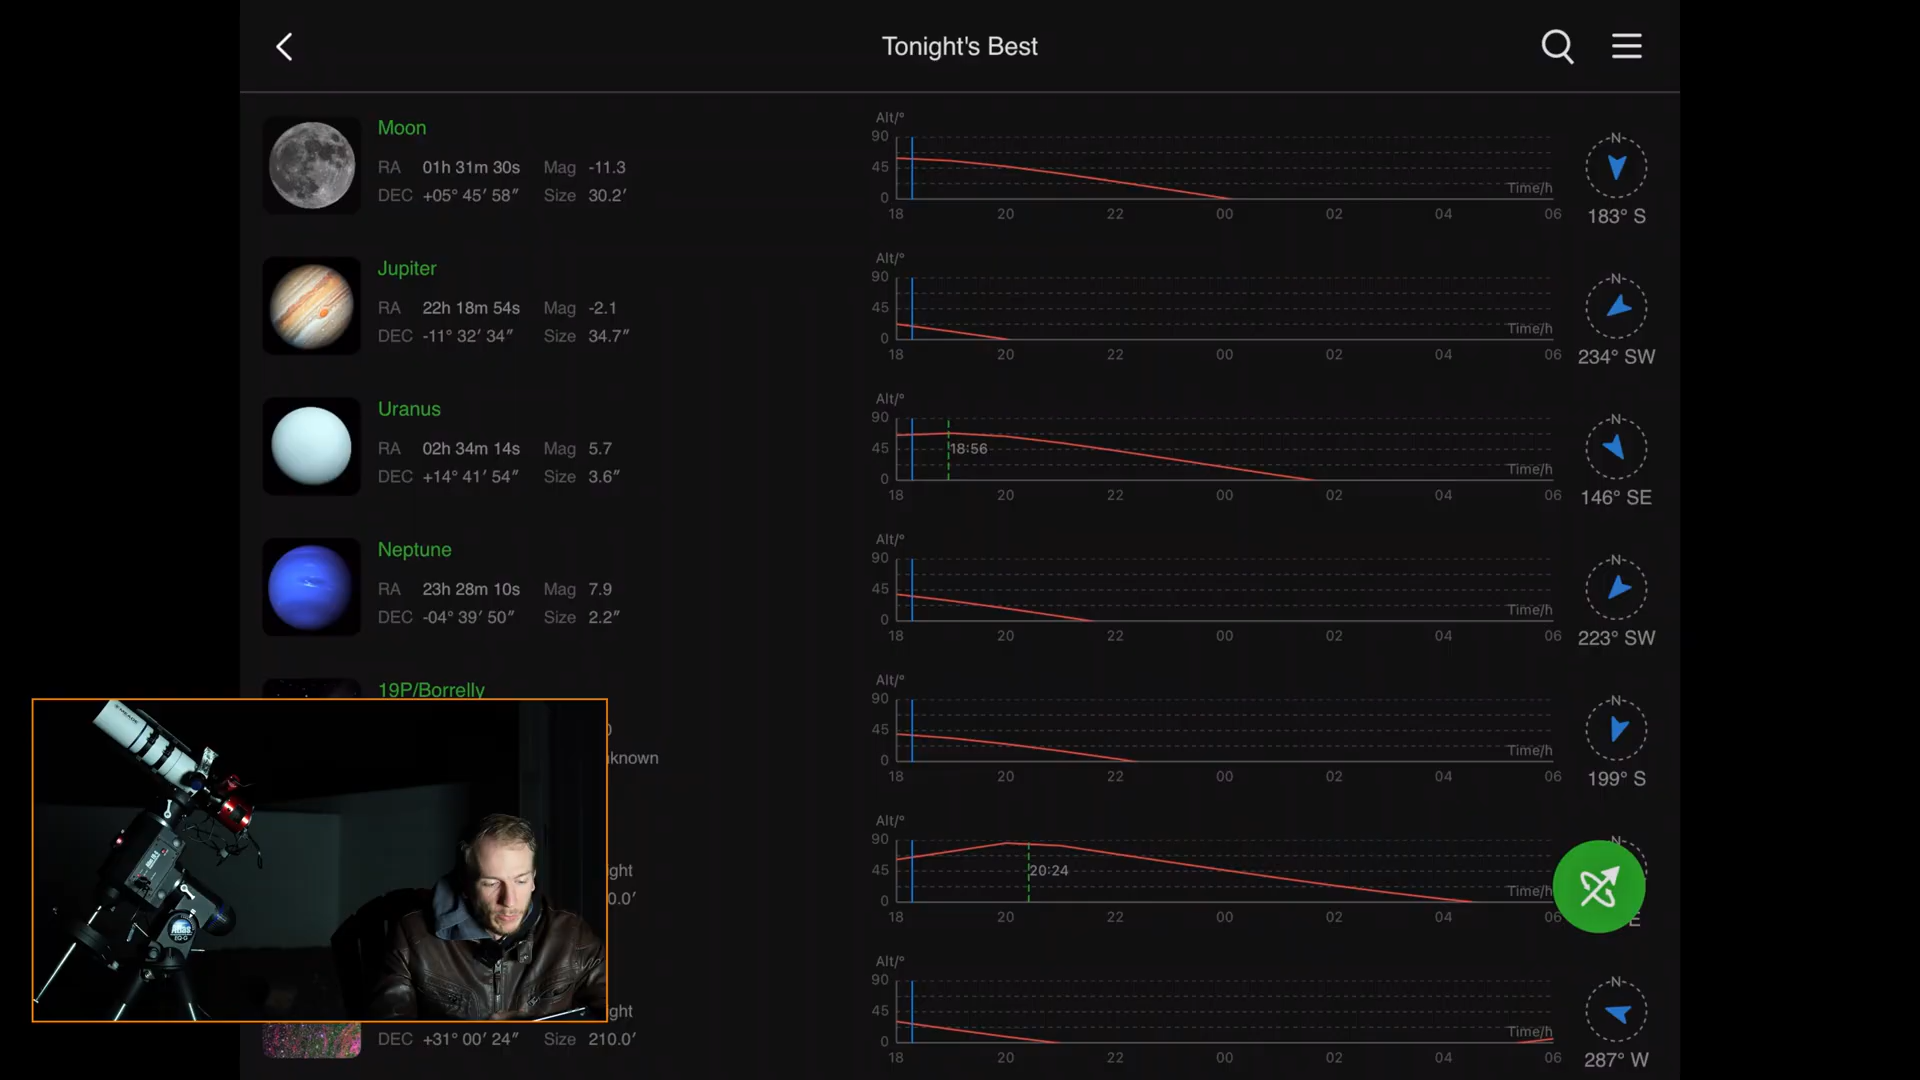 Tonight's Best
Moon
RA 01h 31m 30s Mag -11.3
DEC +05° 45′ 58″ Size 30.2′
Alt/°
90
45
0
Time/h
18 20 22 00 02 04 06
N
183° S
Jupiter
RA 22h 18m 54s Mag -2.1
DEC -11° 32′ 34″ Size 34.7″
Alt/°
90
45
0
Time/h
18 20 22 00 02 04 06
N
234° SW
Uranus
RA 02h 34m 14s Mag 5.7
DEC +14° 41′ 54″ Size 3.6″
Alt/°
90
45
0
18:56
Time/h
18 20 22 00 02 04 06
N
146° SE
Neptune
RA 23h 28m 10s Mag 7.9
DEC -04° 39′ 50″ Size 2.2″
Alt/°
90
45
0
Time/h
18 20 22 00 02 04 06
N
223° SW
19P/Borrelly
known
Alt/°
90
45
0
Time/h
18 20 22 00 02 04 06
N
199° S
ght
0.0′
Alt/°
90
45
0
20:24
Time/h
18 20 22 00 02 04 06
N
E
ght
DEC +31° 00′ 24″ Size 210.0′
Alt/°
90
45
0
Time/h
18 20 22 00 02 04 06
N
287° W
MEADE
Atlas
EQ-G